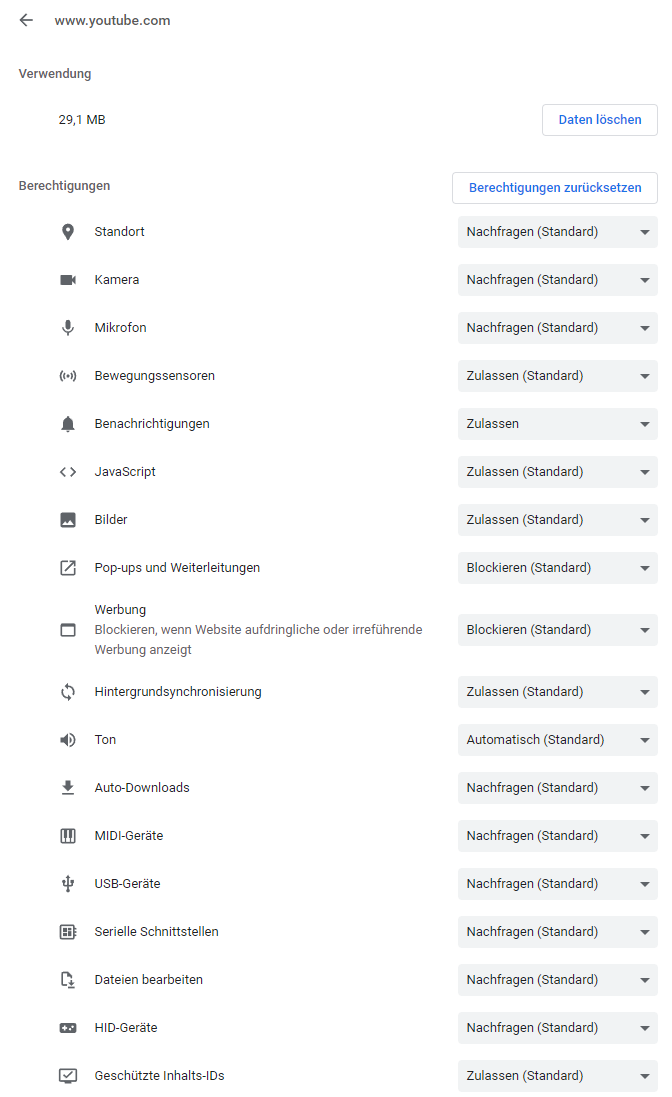 www.youtube.com
Verwendung
29,1 MB
Daten löschen
Berechtigungen
Berechtigungen zurücksetzen
Standort
Nachfragen (Standard)
Kamera
Nachfragen (Standard)
Mikrofon
Nachfragen (Standard)
Bewegungssensoren
Zulassen (Standard)
Benachrichtigungen
Zulassen
JavaScript
Zulassen (Standard)
Bilder
Zulassen (Standard)
Pop-ups und Weiterleitungen
Blockieren (Standard)
Werbung
Blockieren, wenn Website aufdringliche oder irreführende
Werbung anzeigt
Blockieren (Standard)
Hintergrundsynchronisierung
Zulassen (Standard)
Ton
Automatisch (Standard)
Auto-Downloads
Nachfragen (Standard)
MIDI-Geräte
Nachfragen (Standard)
USB-Geräte
Nachfragen (Standard)
Serielle Schnittstellen
Nachfragen (Standard)
Dateien bearbeiten
Nachfragen (Standard)
HID-Geräte
Nachfragen (Standard)
Geschützte Inhalts-IDs
Zulassen (Standard)